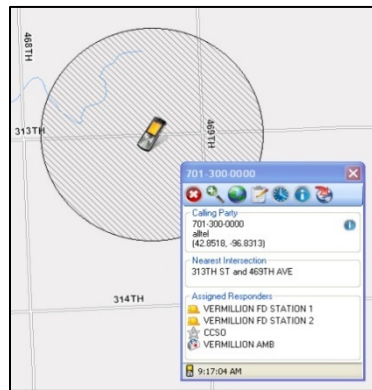 468TH
469TH
313TH
314TH
701-300-0000
Calling Party
701-300-0000
alltel
(42.8518, -96.8313)
Nearest Intersection
313TH ST and 469TH AVE
Assigned Responders
VERMILLION FD STATION 1
VERMILLION FD STATION 2
CCSO
VERMILLION AMB
9:17:04 AM